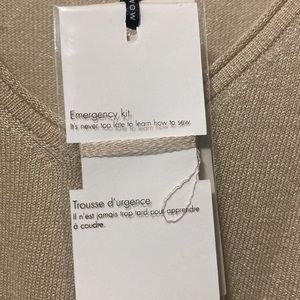 Emergency kit.
It's never too late to learn how to sew.
Trousse d'urgence.
Il n'est jamais trop tard pour apprendre
à coudre.